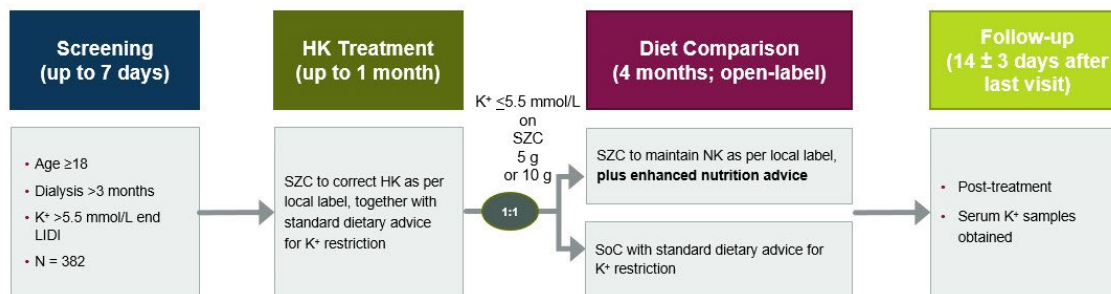 Screening
(up to 7 days)
HK Treatment
(up to 1 month)
Diet Comparison
(4 months; open-label)
Follow-up
(14 ± 3 days after
last visit)
• Age ≥18
• Dialysis >3 months
• K⁺ >5.5 mmol/L end
LIDI
• N = 382
SZC to correct HK as per
local label, together with
standard dietary advice
for K⁺ restriction
K⁺ ≤5.5 mmol/L
on
SZC
5 g
or 10 g
1:1
SZC to maintain NK as per local label,
plus enhanced nutrition advice
SoC with standard dietary advice for
K⁺ restriction
• Post-treatment
• Serum K⁺ samples
obtained